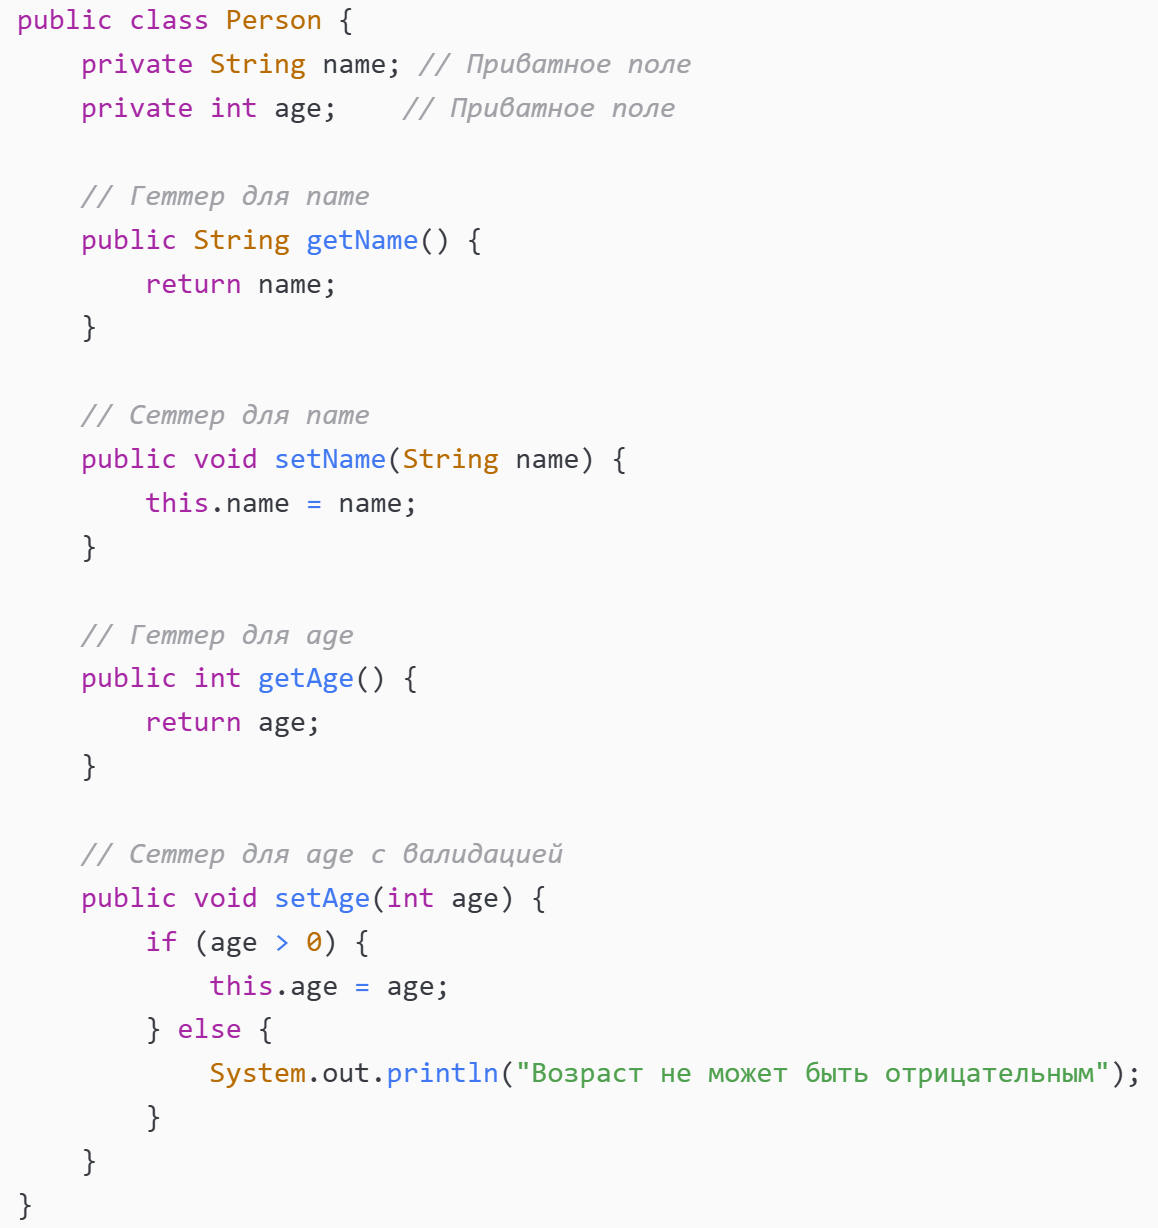 public class Person {
    private String name; // Приватное поле
    private int age;    // Приватное поле

    // Геттер для name
    public String getName() {
        return name;
    }

    // Сеттер для name
    public void setName(String name) {
        this.name = name;
    }

    // Геттер для age
    public int getAge() {
        return age;
    }

    // Сеттер для age с валидацией
    public void setAge(int age) {
        if (age > 0) {
            this.age = age;
        } else {
            System.out.println("Возраст не может быть отрицательным");
        }
    }
}